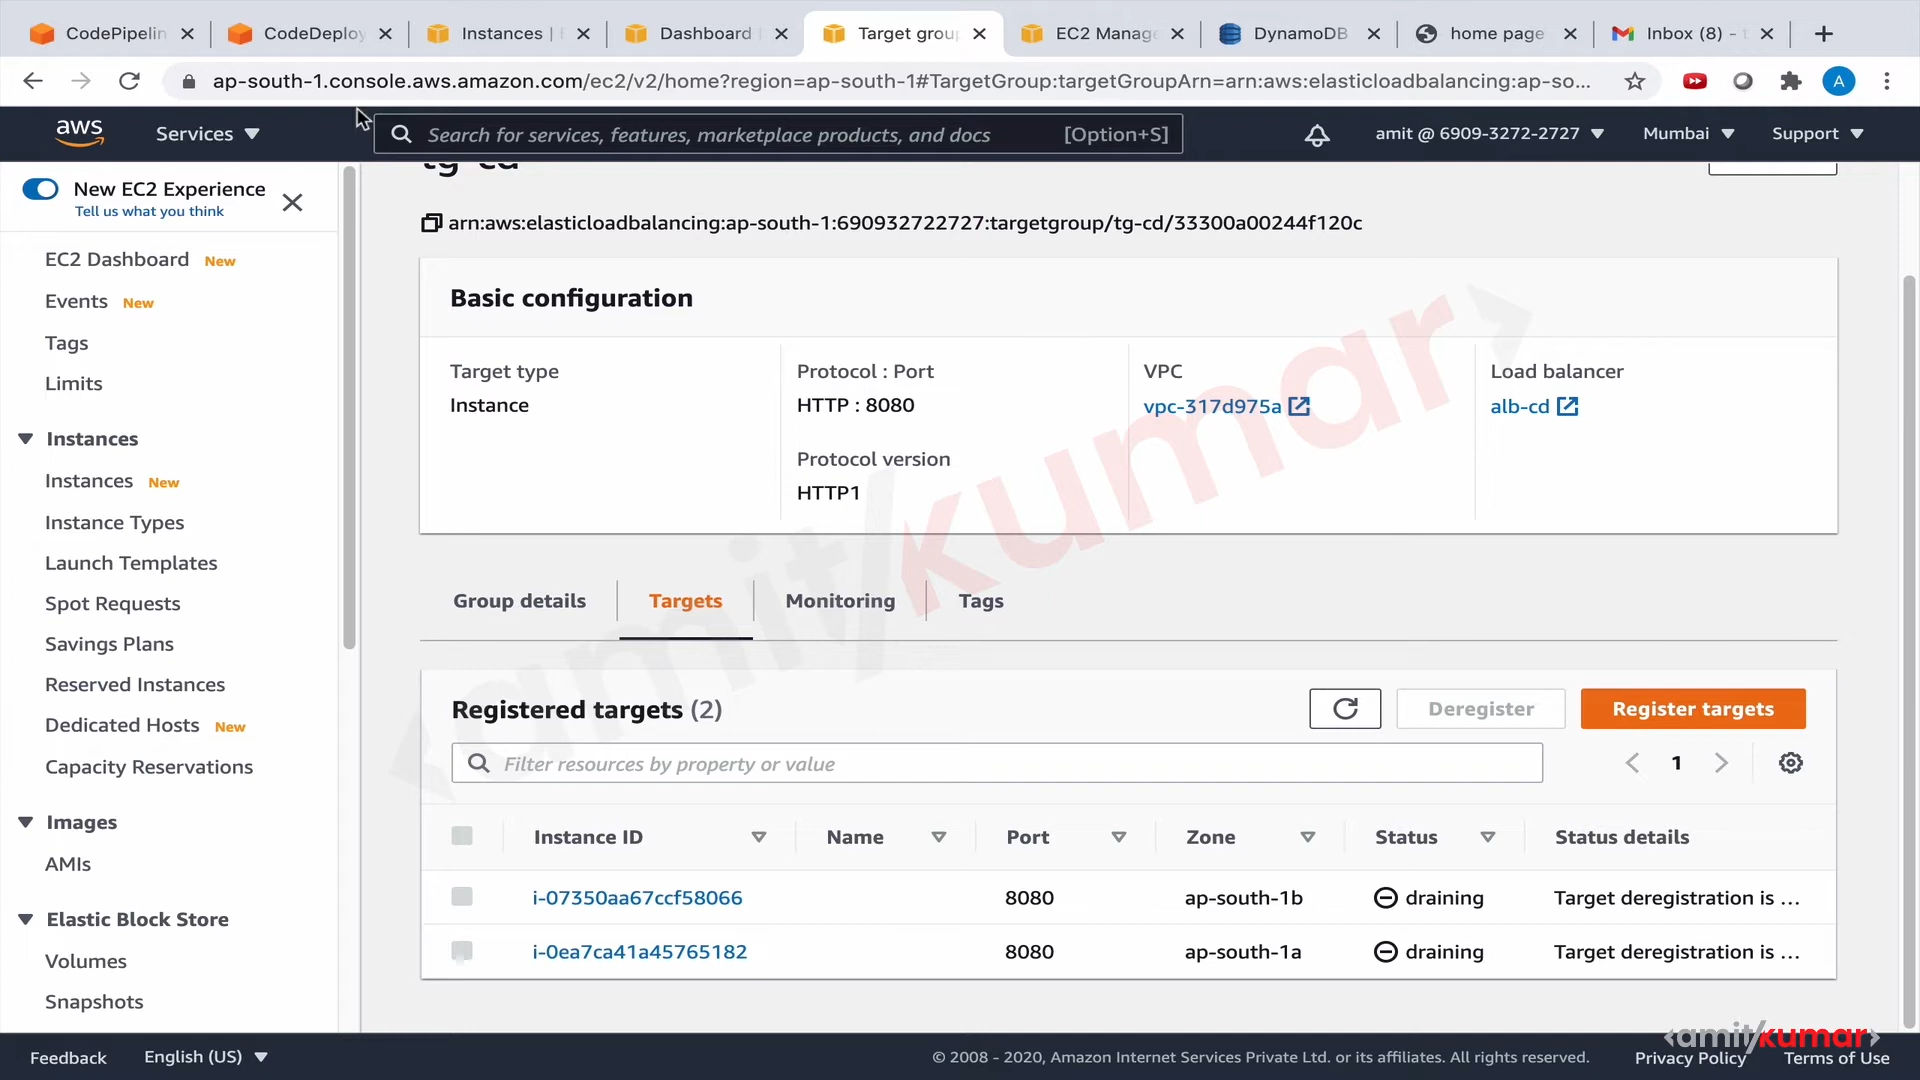 CodePipelin
CodeDeploy
Instances |
Dashboard
Target grou
EC2 Manage
DynamoDB
home page
Inbox (8) -
ap-south-1.console.aws.amazon.com/ec2/v2/home?region=ap-south-1#TargetGroup:targetGroupArn=arn:aws:elasticloadbalancing:ap-so...
A
aws
Services
Search for services, features, marketplace products, and docs
[Option+S]
amit @ 6909-3272-2727
Mumbai
Support
New EC2 Experience
Tell us what you think
EC2 Dashboard New
Events New
Tags
Limits
Instances
Instances New
Instance Types
Launch Templates
Spot Requests
Savings Plans
Reserved Instances
Dedicated Hosts New
Capacity Reservations
Images
AMIs
Elastic Block Store
Volumes
Snapshots
tg-cd
arn:aws:elasticloadbalancing:ap-south-1:690932722727:targetgroup/tg-cd/33300a00244f120c
Basic configuration
Target type
Instance
Protocol : Port
HTTP : 8080
Protocol version
HTTP1
VPC
vpc-317d975a
Load balancer
alb-cd
Group details
Targets
Monitoring
Tags
Registered targets (2)
Deregister
Register targets
Filter resources by property or value
1
Instance ID Name Port Zone Status Status details
i-07350aa67ccf58066 8080 ap-south-1b draining Target deregistration is ...
i-0ea7ca41a45765182 8080 ap-south-1a draining Target deregistration is ...
<amit/kumar>
<amit/kumar>
Feedback
English (US)
© 2008 - 2020, Amazon Internet Services Private Ltd. or its affiliates. All rights reserved.
Privacy Policy
Terms of Use